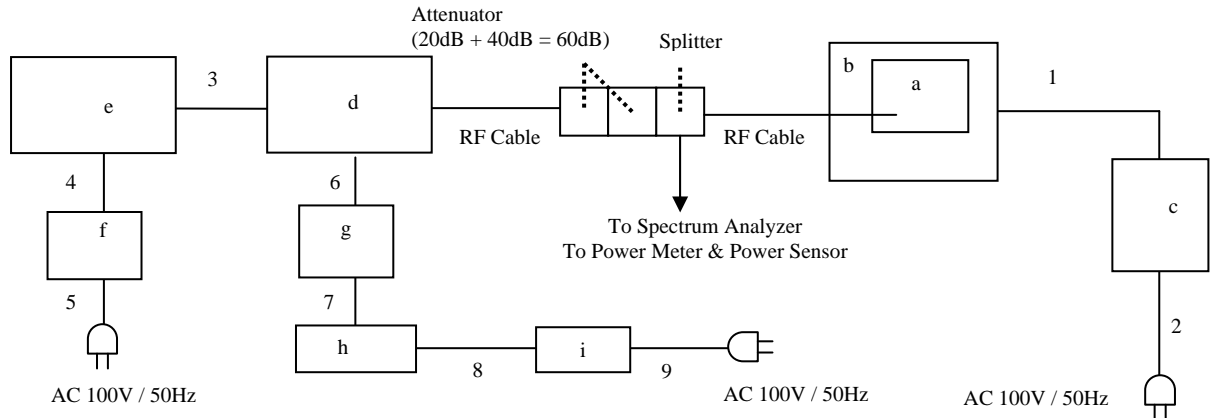 Attenuator
(20dB + 40dB = 60dB)
Splitter
3
b
a
1
e
d
RF Cable
RF Cable
4
6
c
f
g
To Spectrum Analyzer
To Power Meter & Power Sensor
5
7
2
h
i
8
9
AC 100V / 50Hz
AC 100V / 50Hz
AC 100V / 50Hz